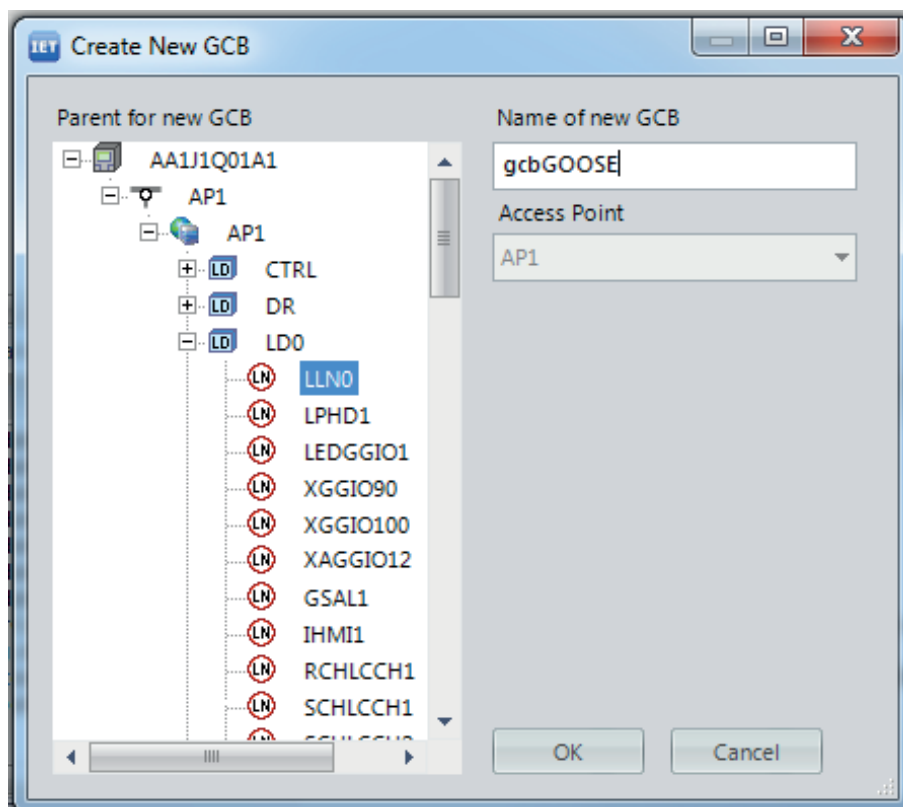 IET Create New GCB
Parent for new GCB
AA1J1Q01A1
AP1
AP1
LD CTRL
LD DR
LD LD0
LN LLN0
LN LPHD1
LN LEDGGIO1
LN XGGIO90
LN XGGIO100
LN XAGGIO12
LN GSAL1
LN IHMI1
LN RCHLCCH1
LN SCHLCCH1
Name of new GCB
gcbGOOSE
Access Point
AP1
OK
Cancel